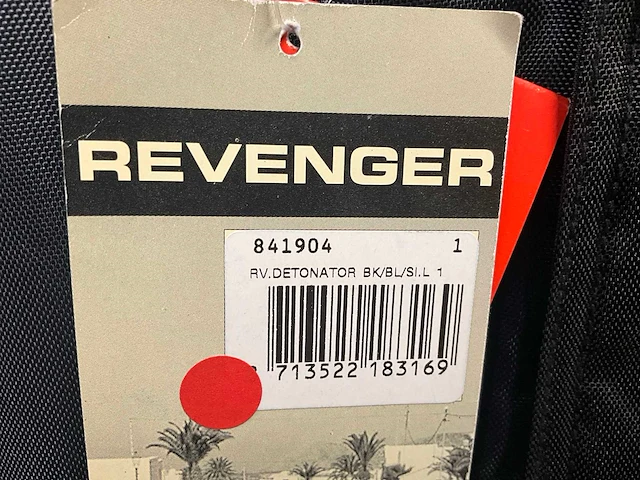 REVENGER
841904 1
RV.DETONATOR BK/BL/SI.L 1
713522 183169